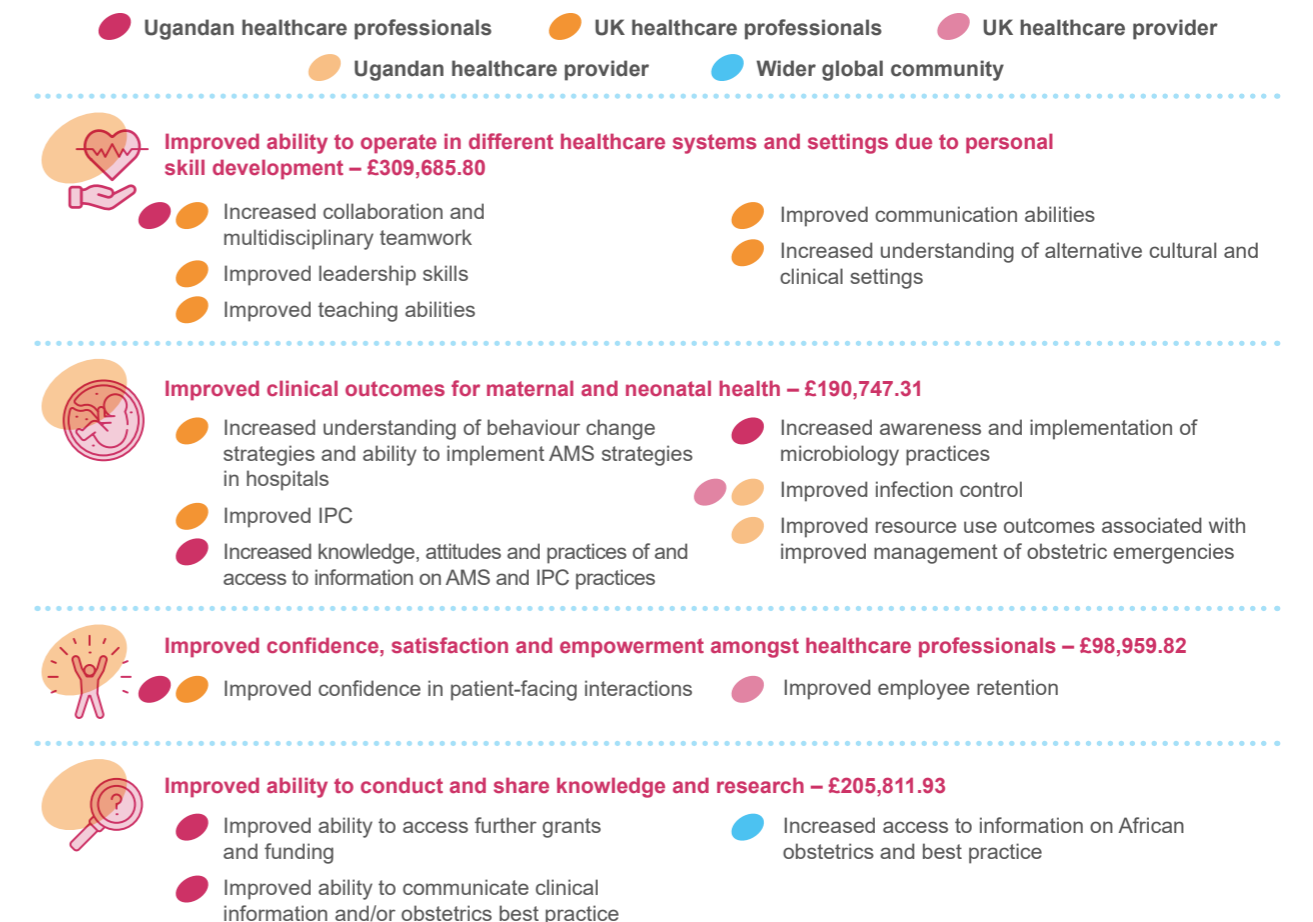 Ugandan healthcare professionals
UK healthcare professionals
UK healthcare provider
Ugandan healthcare provider
Wider global community
Improved ability to operate in different healthcare systems and settings due to personal
skill development – £309,685.80
Increased collaboration and
multidisciplinary teamwork
Improved leadership skills
Improved teaching abilities
Improved communication abilities
Increased understanding of alternative cultural and
clinical settings
Improved clinical outcomes for maternal and neonatal health – £190,747.31
Increased understanding of behaviour change
strategies and ability to implement AMS strategies
in hospitals
Improved IPC
Increased knowledge, attitudes and practices of and
access to information on AMS and IPC practices
Increased awareness and implementation of
microbiology practices
Improved infection control
Improved resource use outcomes associated with
improved management of obstetric emergencies
Improved confidence, satisfaction and empowerment amongst healthcare professionals – £98,959.82
Improved confidence in patient-facing interactions
Improved employee retention
Improved ability to conduct and share knowledge and research – £205,811.93
?
Improved ability to access further grants
and funding
Improved ability to communicate clinical
information and/or obstetrics best practice
Increased access to information on African
obstetrics and best practice